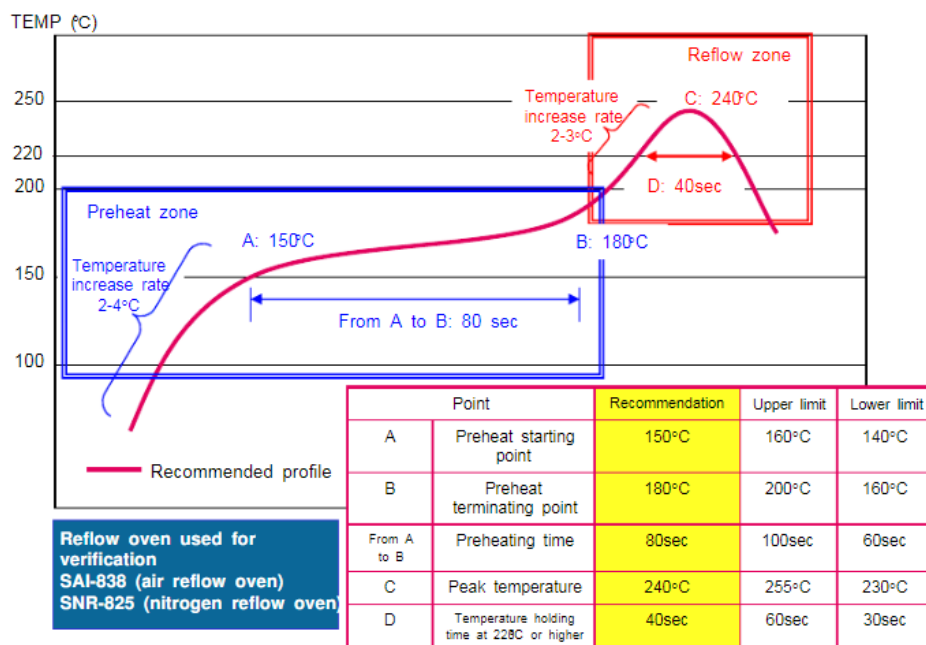 TEMP (°C)
250
220
200
150
100
Reflow zone
Temperature
increase rate
2-3°C
C: 240°C
D: 40sec
Preheat zone
A: 150°C
B: 180°C
Temperature
increase rate
2-4°C
From A to B: 80 sec
Recommended profile
Reflow oven used for
verification
SAI-838 (air reflow oven)
SNR-825 (nitrogen reflow oven)
Point Recommendation Upper limit Lower limit
A Preheat starting point 150°C 160°C 140°C
B Preheat terminating point 180°C 200°C 160°C
From A to B Preheating time 80sec 100sec 60sec
C Peak temperature 240°C 255°C 230°C
D Temperature holding time at 220C or higher 40sec 60sec 30sec